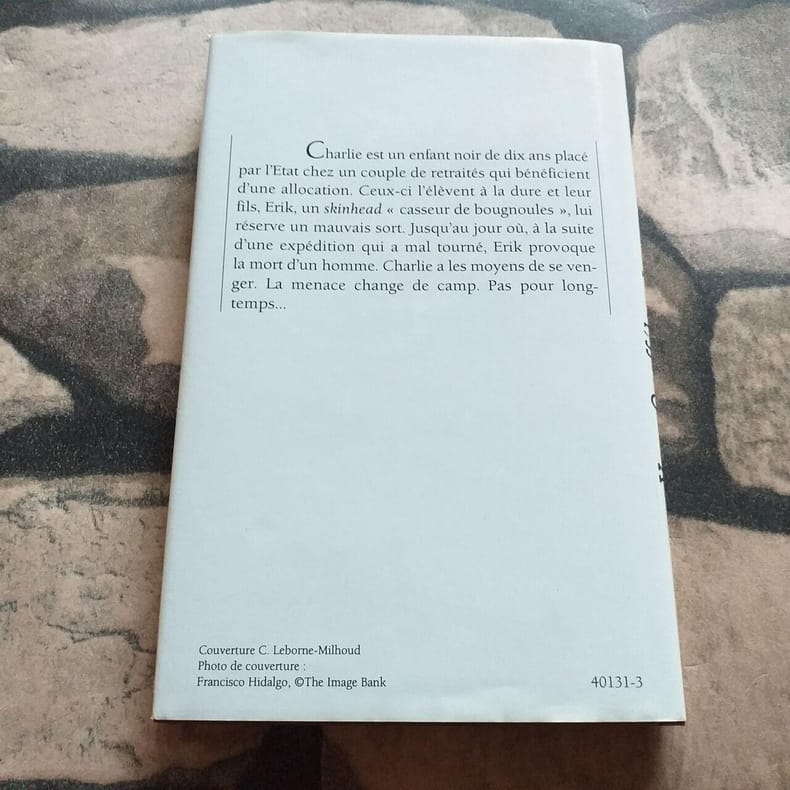 Charlie est un enfant noir de dix ans placé
par l'Etat chez un couple de retraités qui bénéficient
d'une allocation. Ceux-ci l'élèvent à la dure et leur
fils, Erik, un skinhead « casseur de bougnoules », lui
réserve un mauvais sort. Jusqu'au jour où, à la suite
d'une expédition qui a mal tourné, Erik provoque
la mort d'un homme. Charlie a les moyens de se ven-
ger. La menace change de camp. Pas pour long-
temps...
Couverture C. Leborne-Milhoud
Photo de couverture :
Francisco Hidalgo, ©The Image Bank
40131-3